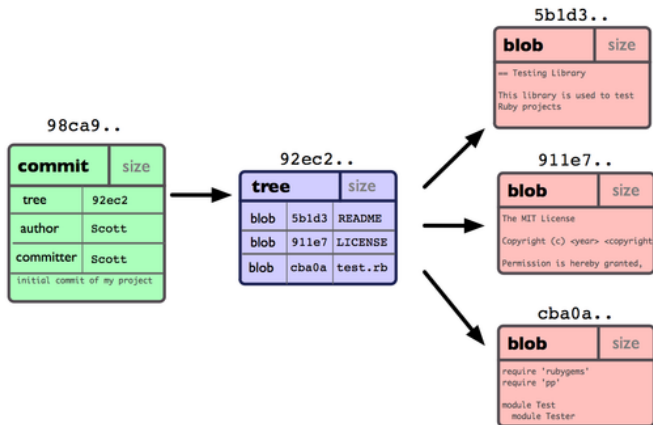 98ca9..
commit size
tree 92ec2
author Scott
committer Scott
initial commit of my project
92ec2..
tree size
blob 5b1d3 README
blob 911e7 LICENSE
blob cba0a test.rb
5b1d3..
blob size
== Testing Library
This library is used to test
Ruby projects
911e7..
blob size
The MIT License
Copyright (c) <year> <copyright
Permission is hereby granted,
cba0a..
blob size
require 'rubygems'
require 'pp'
module Test
module Tester